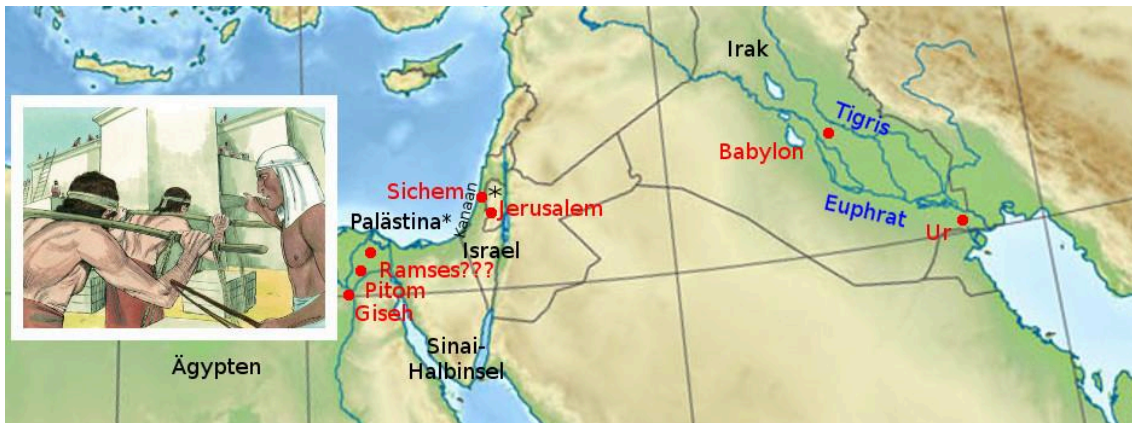 Irak
Tigris
Babylon
Sichem
*
Kanaan
Jerusalem
Palästina*
Euphrat
Ur
Israel
Ramses???
Pitom
Giseh
Sinai-
Halbinsel
Ägypten